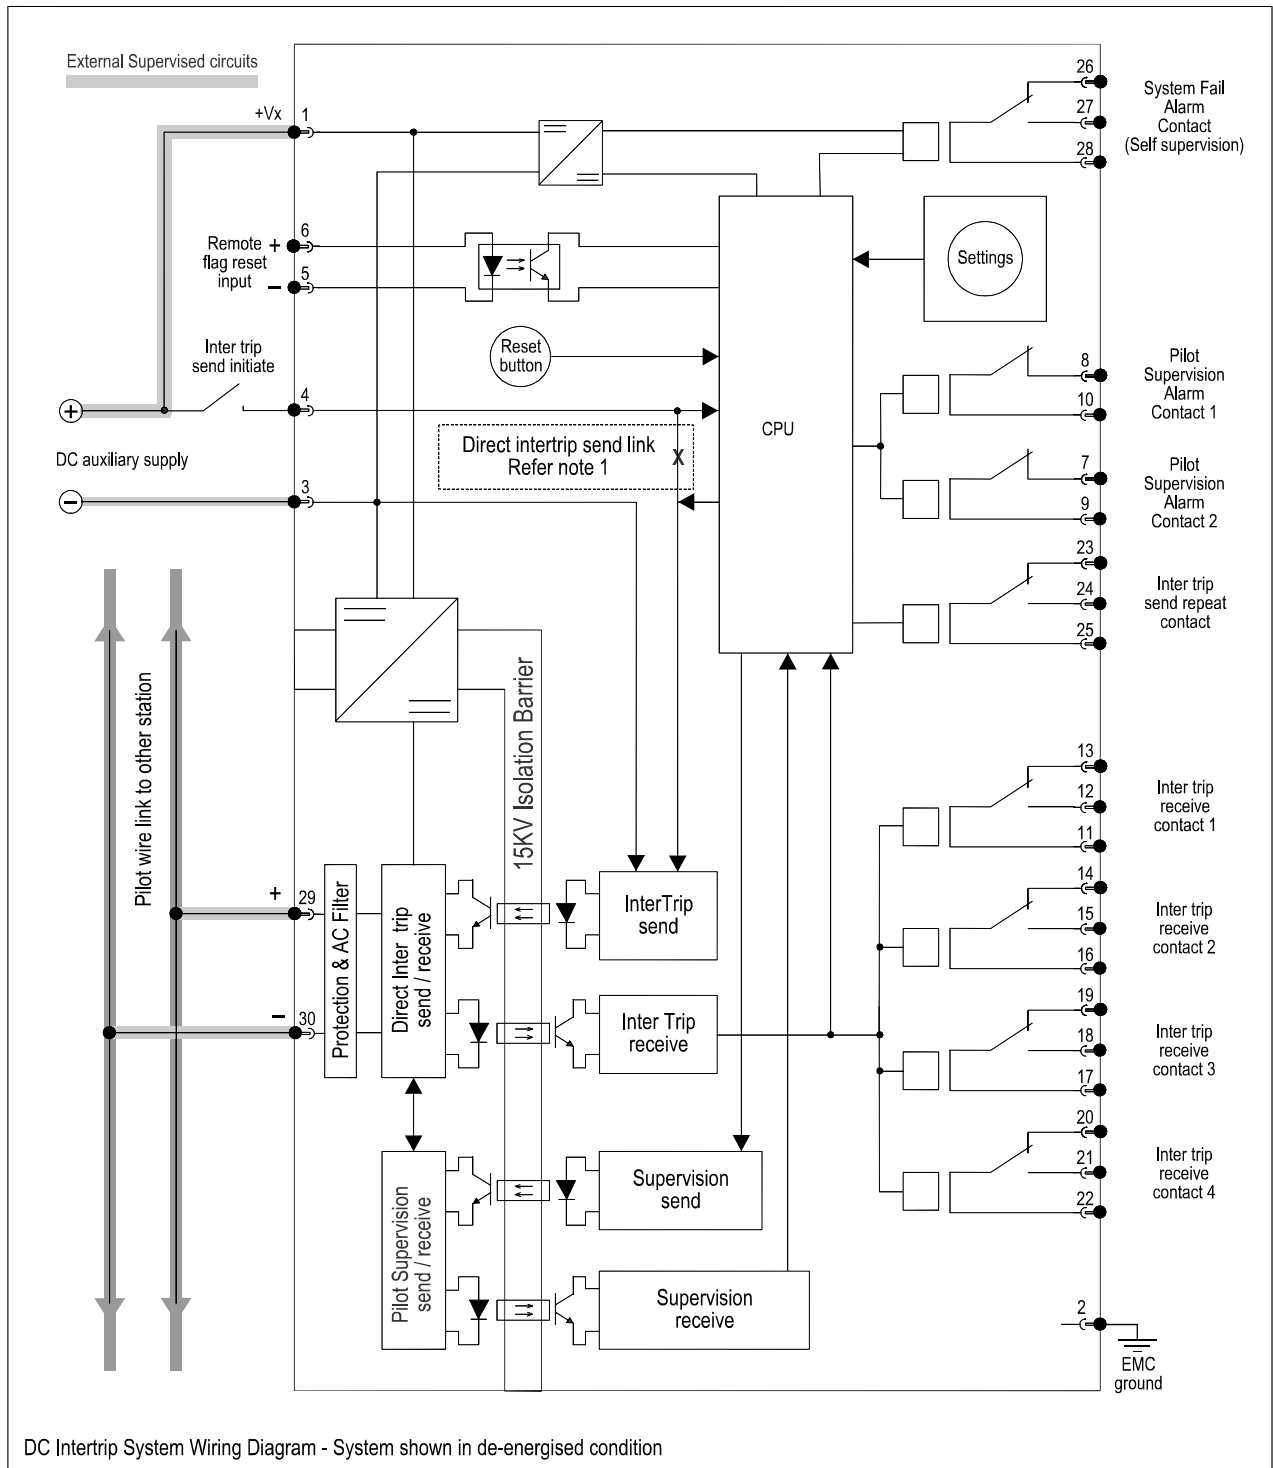 External Supervised circuits
+Vx
1
26
27
28
System Fail
Alarm
Contact
(Self supervision)
Remote
flag reset
input
+
6
5
−
Settings
Reset
button
Inter trip
send initiate
+
4
DC auxiliary supply
−
3
Direct intertrip send link
Refer note 1
X
CPU
8
10
Pilot
Supervision
Alarm
Contact 1
7
9
Pilot
Supervision
Alarm
Contact 2
23
24
25
Inter trip
send repeat
contact
Pilot wire link to other station
15KV Isolation Barrier
13
12
11
Inter trip
receive
contact 1
+
29
−
30
Protection & AC Filter
Direct Inter trip
send / receive
InterTrip
send
14
15
16
Inter trip
receive
contact 2
Inter Trip
receive
19
18
17
Inter trip
receive
contact 3
Pilot Supervision
send / receive
Supervision
send
20
21
22
Inter trip
receive
contact 4
Supervision
receive
2
EMC
ground
DC Intertrip System Wiring Diagram - System shown in de-energised condition